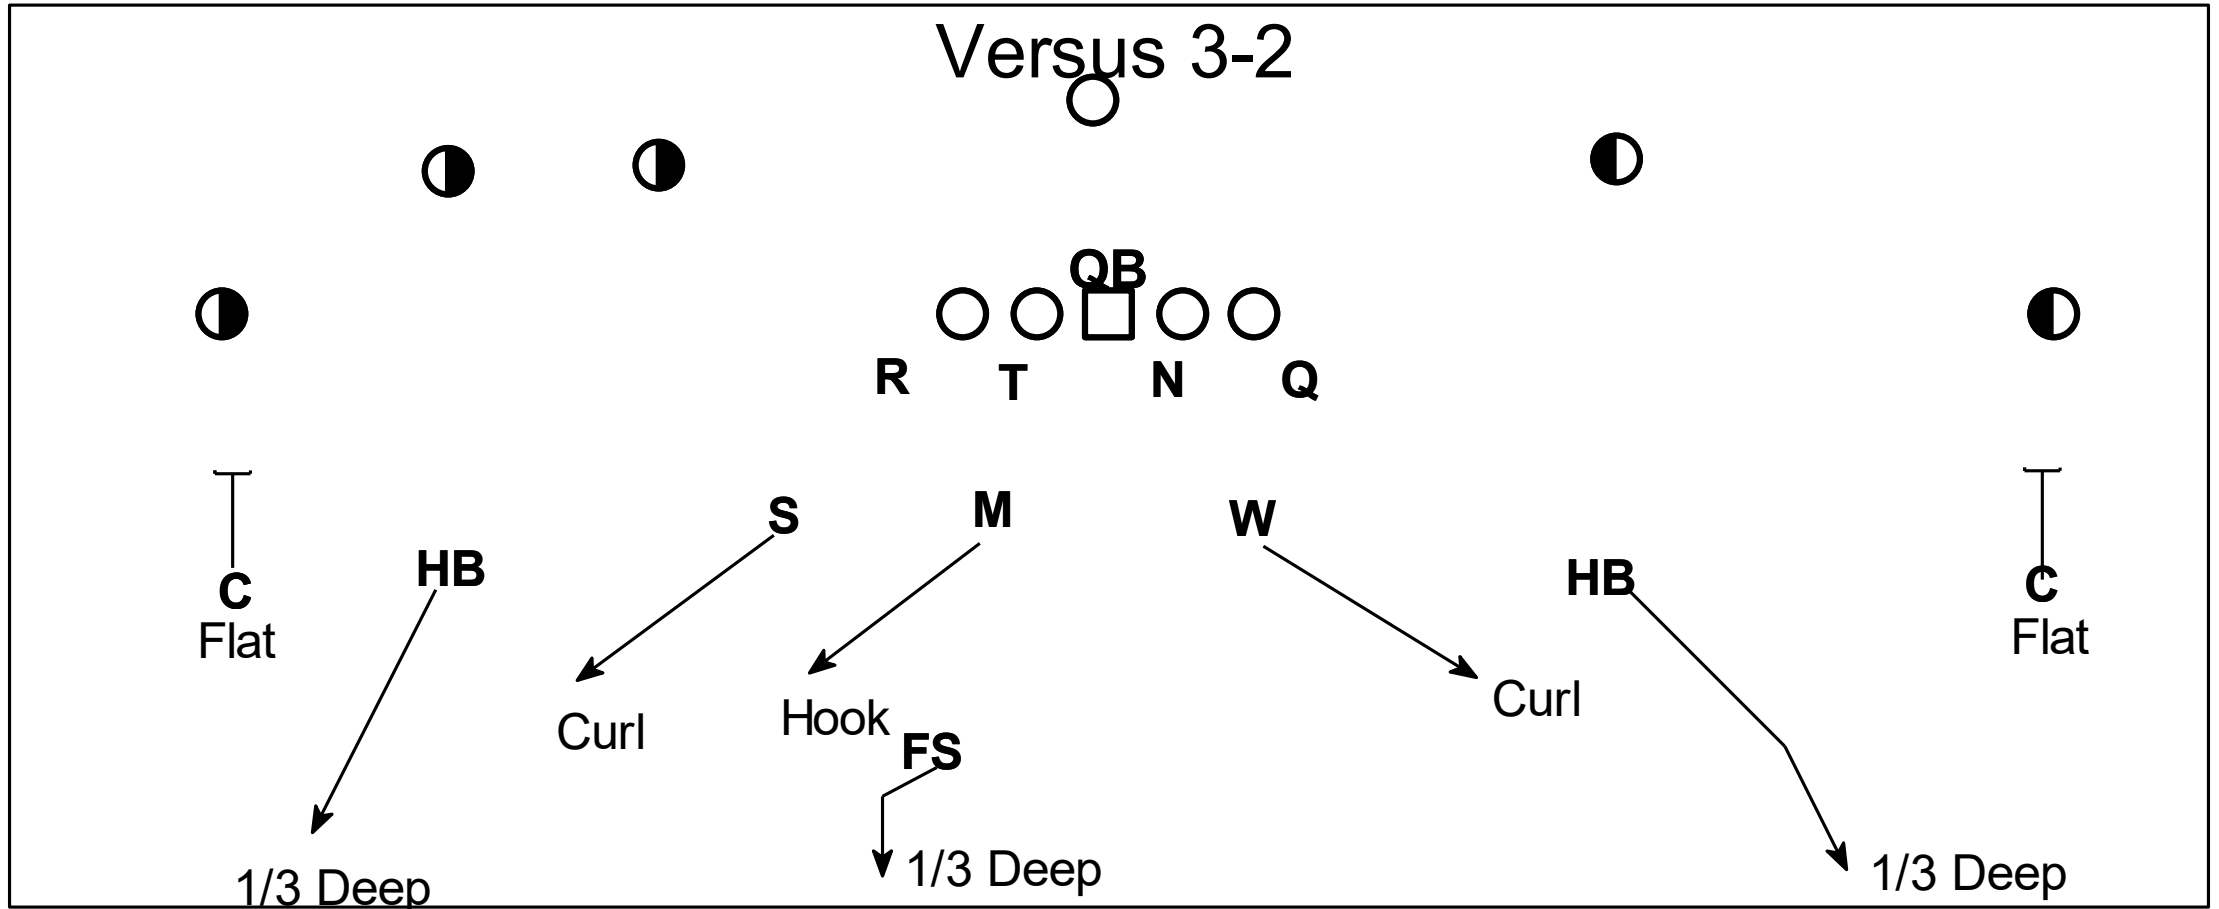 Versus 3-2
QB
R T N Q
S M W
HB HB
C C
Flat Flat
Curl Hook Curl
FS
1/3 Deep 1/3 Deep 1/3 Deep